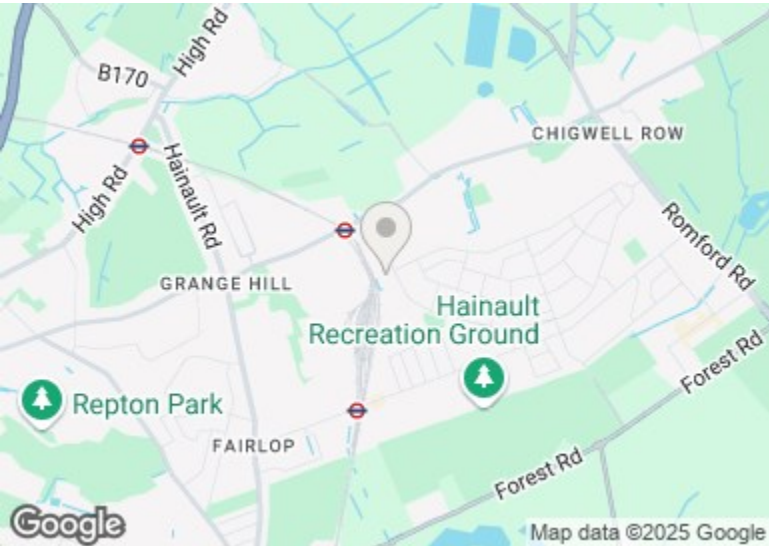 High Rd
B170
CHIGWELL ROW
Hainault Rd
High Rd
Romford Rd
GRANGE HILL
Hainault
Recreation Ground
Forest Rd
Repton Park
FAIRLOP
Forest Rd
Google
Map data ©2025 Google